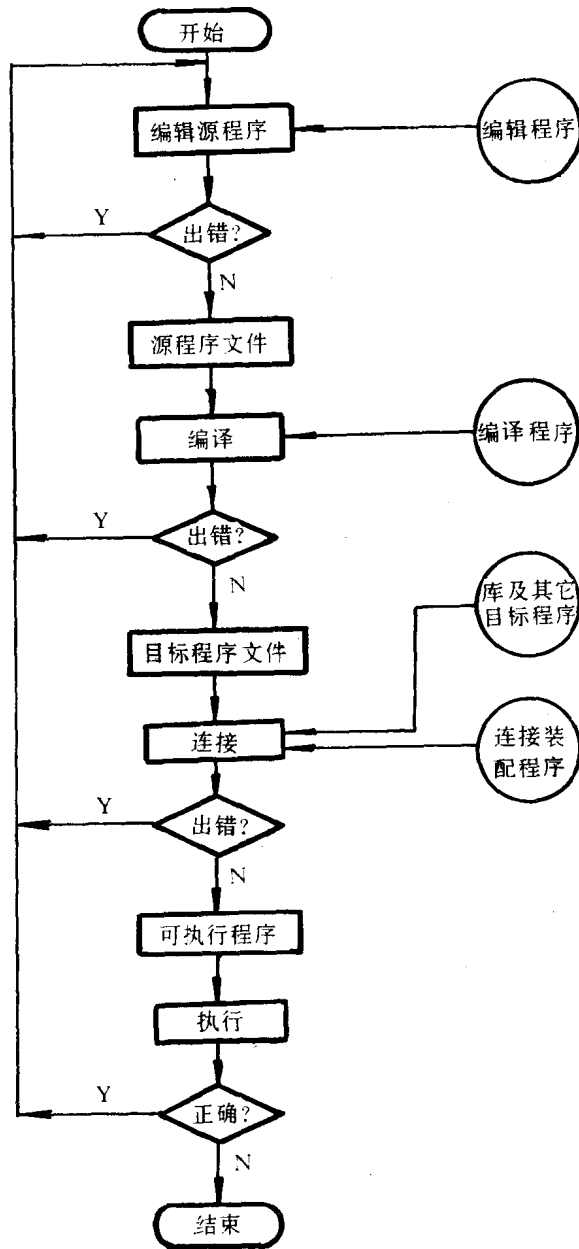 开始
编辑源程序
编辑程序
Y
出错?
N
源程序文件
编译
编译程序
Y
出错?
N
库及其它
目标程序
目标程序文件
连接
连接装
配程序
Y
出错?
N
可执行程序
执行
Y
正确?
N
结束